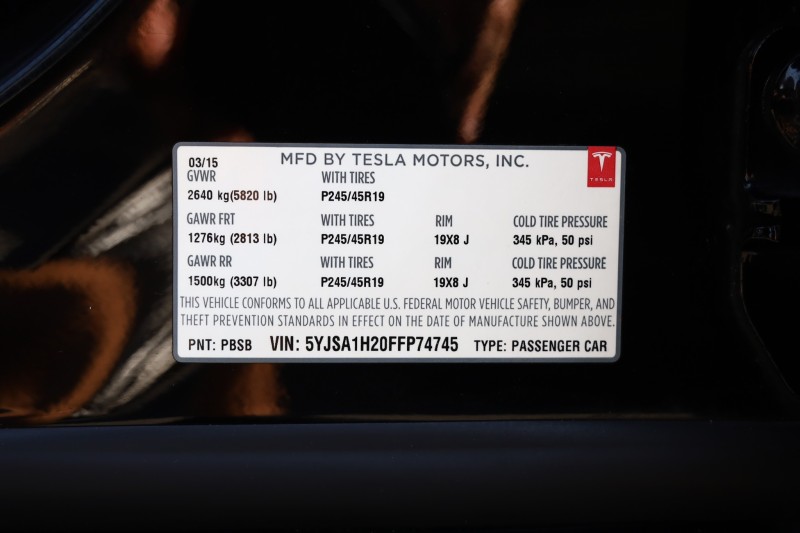 03/15 MFD BY TESLA MOTORS, INC.
TESLA
GVWR WITH TIRES
2640 kg(5820 lb) P245/45R19
GAWR FRT WITH TIRES RIM COLD TIRE PRESSURE
1276kg (2813 lb) P245/45R19 19X8 J 345 kPa, 50 psi
GAWR RR WITH TIRES RIM COLD TIRE PRESSURE
1500kg (3307 lb) P245/45R19 19X8 J 345 kPa, 50 psi
THIS VEHICLE CONFORMS TO ALL APPLICABLE U.S. FEDERAL MOTOR VEHICLE SAFETY, BUMPER, AND
THEFT PREVENTION STANDARDS IN EFFECT ON THE DATE OF MANUFACTURE SHOWN ABOVE.
PNT: PBSB VIN: 5YJSA1H20FFP74745 TYPE: PASSENGER CAR